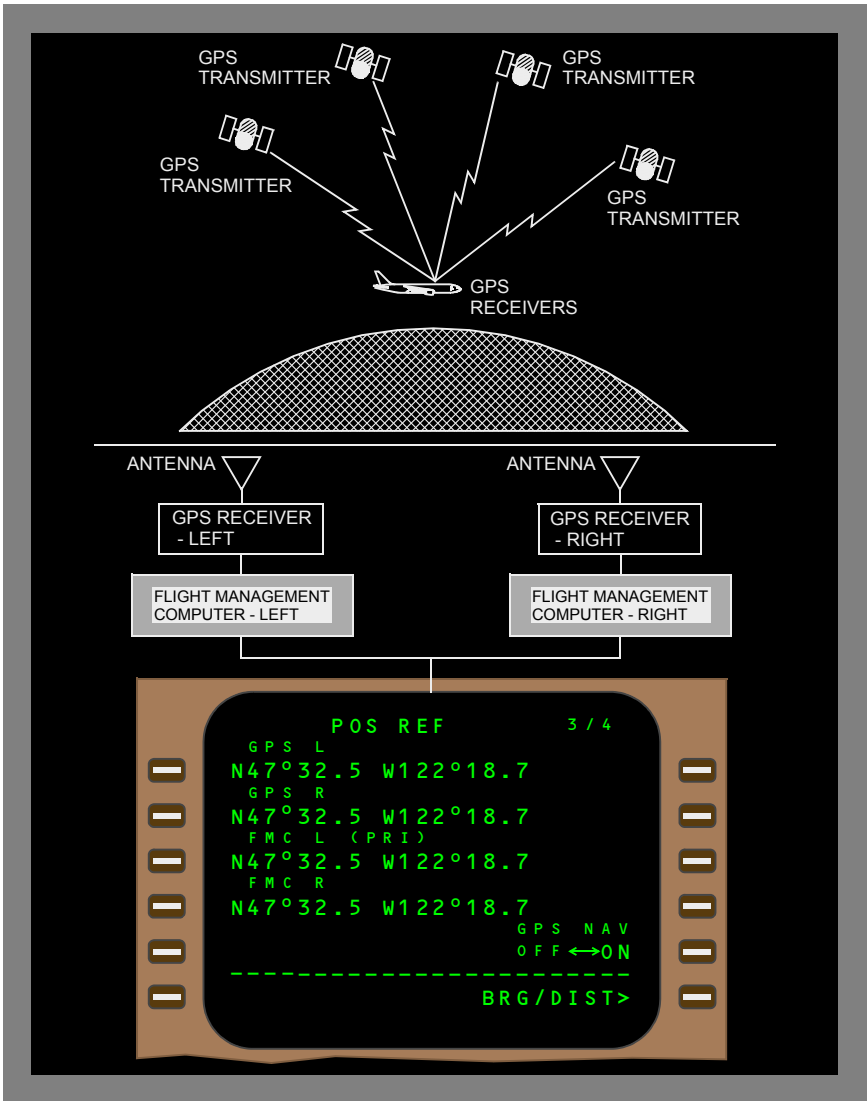 GPS
TRANSMITTER
GPS
TRANSMITTER
GPS
TRANSMITTER
GPS
TRANSMITTER
GPS
RECEIVERS
ANTENNA
ANTENNA
GPS RECEIVER
- LEFT
GPS RECEIVER
- RIGHT
FLIGHT MANAGEMENT
COMPUTER - LEFT
FLIGHT MANAGEMENT
COMPUTER - RIGHT
POS REF 3/4
GPS L
N47°32.5 W122°18.7
GPS R
N47°32.5 W122°18.7
FMC L (PRI)
N47°32.5 W122°18.7
FMC R
N47°32.5 W122°18.7
GPS NAV
OFF↔ON
------------------------
BRG/DIST>